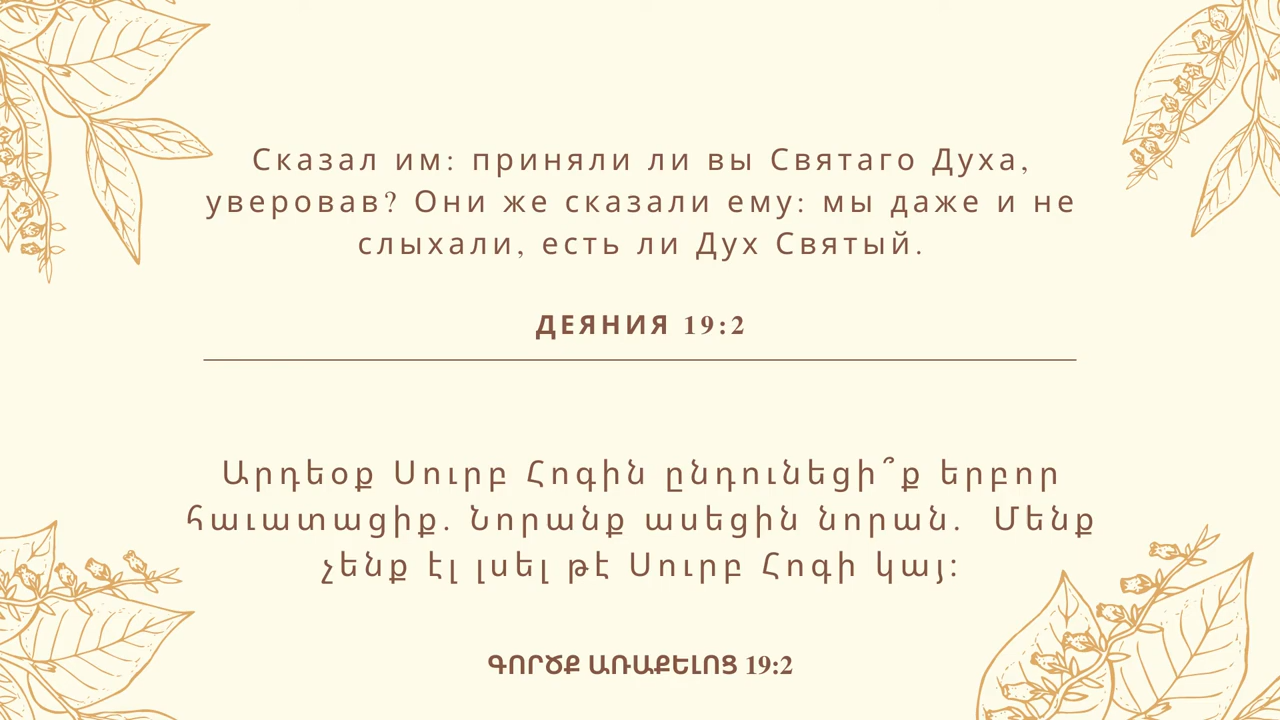 Сказал им: приняли ли вы Святаго Духа,
уверовав? Они же сказали ему: мы даже и не
слыхали, есть ли Дух Святый.
ДЕЯНИЯ 19:2
Արդեօք Սուրբ Հոգին ընդունեցի՞ք երբոր
հաւատացիք. Նորանք ասեցին նորան. Մենք
չենք էլ լսել թէ Սուրբ Հոգի կայ:
ԳՈՐԾՔ ԱՌԱՔԵԼՈՑ 19:2